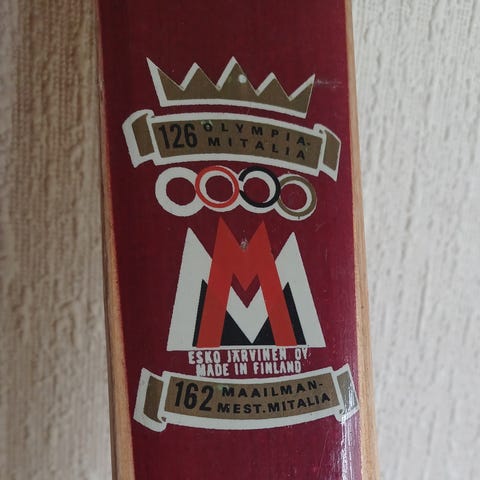 126 OLYMPIA-
MITALIA
M
ESKO JÄRVINEN OY
MADE IN FINLAND
162 MAAILMAN-
MEST.MITALIA